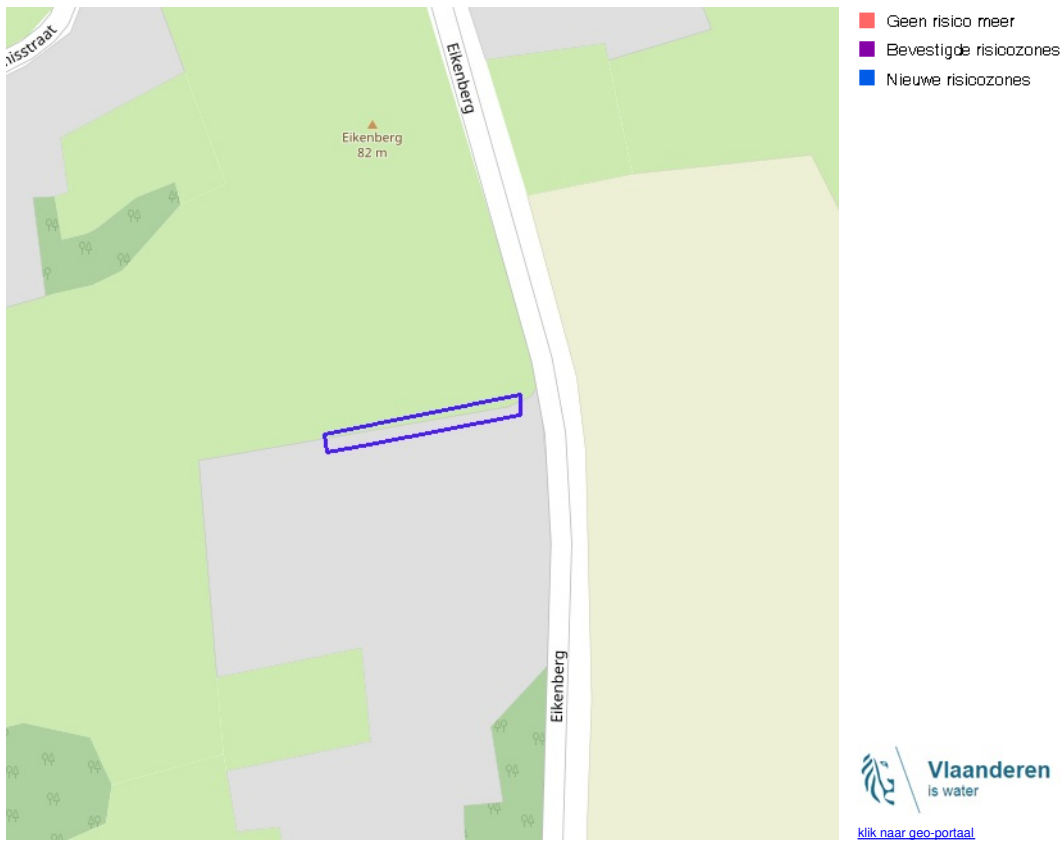 nisstraat
Eikenberg
Eikenberg
82 m
Eikenberg
Geen risico meer
Bevestigde risicozones
Nieuwe risicozones
Vlaanderen
is water
klik naar geo-portaal